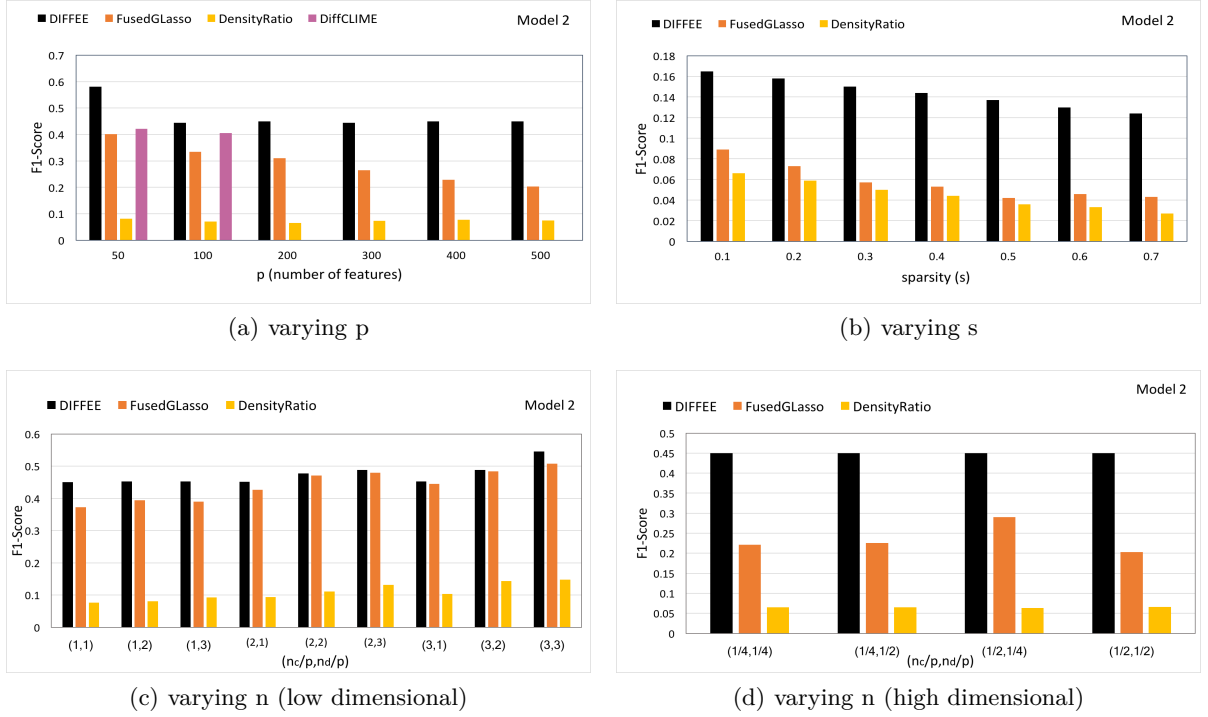 DIFFEE FusedGLasso DensityRatio DiffCLIME Model 2
0.7
0.6
0.5
0.4
0.3
0.2
0.1
0
F1-Score
50 100 200 300 400 500
p (number of features)
(a) varying p
DIFFEE FusedGLasso DensityRatio Model 2
0.18
0.16
0.14
0.12
0.1
0.08
0.06
0.04
0.02
0
F1-Score
0.1 0.2 0.3 0.4 0.5 0.6 0.7
sparsity (s)
(b) varying s
DIFFEE FusedGLasso DensityRatio Model 2
0.6
0.5
0.4
0.3
0.2
0.1
0
F1-Score
(1,1) (1,2) (1,3) (2,1) (2,2) (2,3) (3,1) (3,2) (3,3)
(nc/p,nd/p)
(c) varying n (low dimensional)
Model 2
DIFFEE FusedGLasso DensityRatio
0.5
0.45
0.4
0.35
0.3
0.25
0.2
0.15
0.1
0.05
0
F1-Score
(1/4,1/4) (1/4,1/2) (1/2,1/4) (1/2,1/2)
(nc/p,nd/p)
(d) varying n (high dimensional)